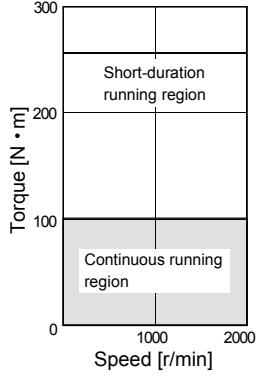 300
Short-duration
running region
200
Torque [N・m]
100
Continuous running
region
0
1000
2000
Speed [r/min]